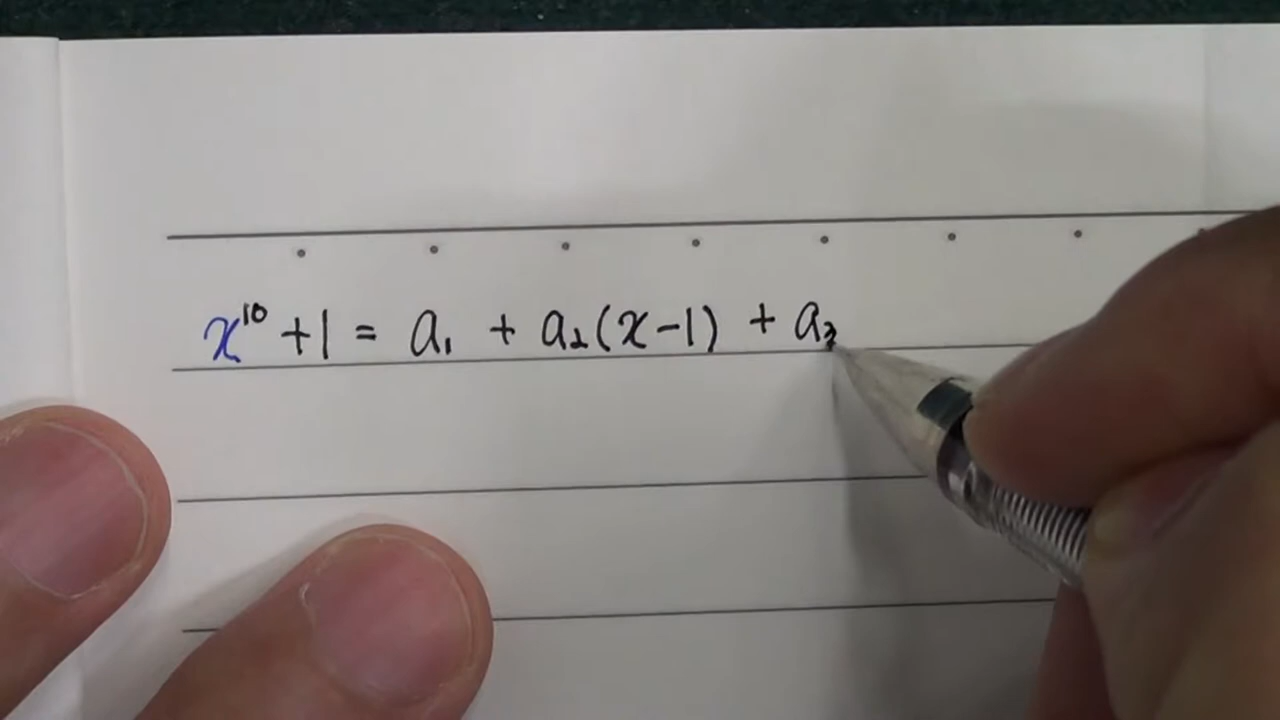 x¹⁰ + 1 = a₁ + a₂(x-1) + a₃